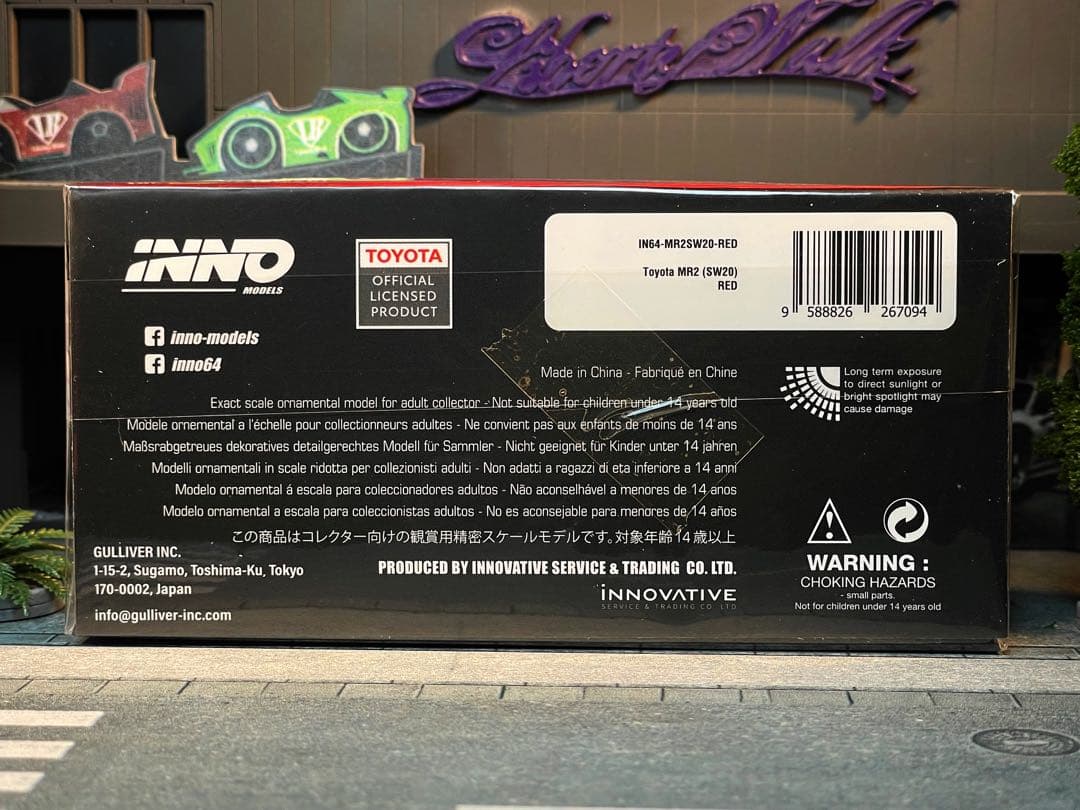 Liberty Walk
INNO
MODELS
inno-models
inno64
TOYOTA
OFFICIAL
LICENSED
PRODUCT
IN64-MR2SW20-RED
Toyota MR2 (SW20)
RED
9 588826 267094
Made in China - Fabriqué en Chine
Long term exposure
to direct sunlight or
bright spotlight may
cause damage
Exact scale ornamental model for adult collector - Not suitable for children under 14 years old
Modele ornemental a l'échelle pour collectionneurs adultes - Ne convient pas aux enfants de moins de 14 ans
Maßsrabgetreues dekoratives detailgerechtes Modell für Sammler - Nicht geeignet für Kinder unter 14 jahren
Modelli ornamentali in scale ridotta per collezionisti adulti - Non adatti a ragazzi di eta inferiore a 14 anni
Modelo ornamental á escala para coleccionadores adultos - Não aconselhável a menores de 14 anos
Modelo ornamental a escala para coleccionistas adultos - No es aconsejable para menores de 14 años
この商品はコレクター向けの観賞用精密スケールモデルです。対象年齢14歳以上
GULLIVER INC.
1-15-2, Sugamo, Toshima-Ku, Tokyo
170-0002, Japan
info@gulliver-inc.com
PRODUCED BY INNOVATIVE SERVICE & TRADING CO. LTD.
iNNOVATIVE
SERVICE & TRADING CO. LTD
WARNING :
CHOKING HAZARDS
- small parts.
Not for children under 14 years old